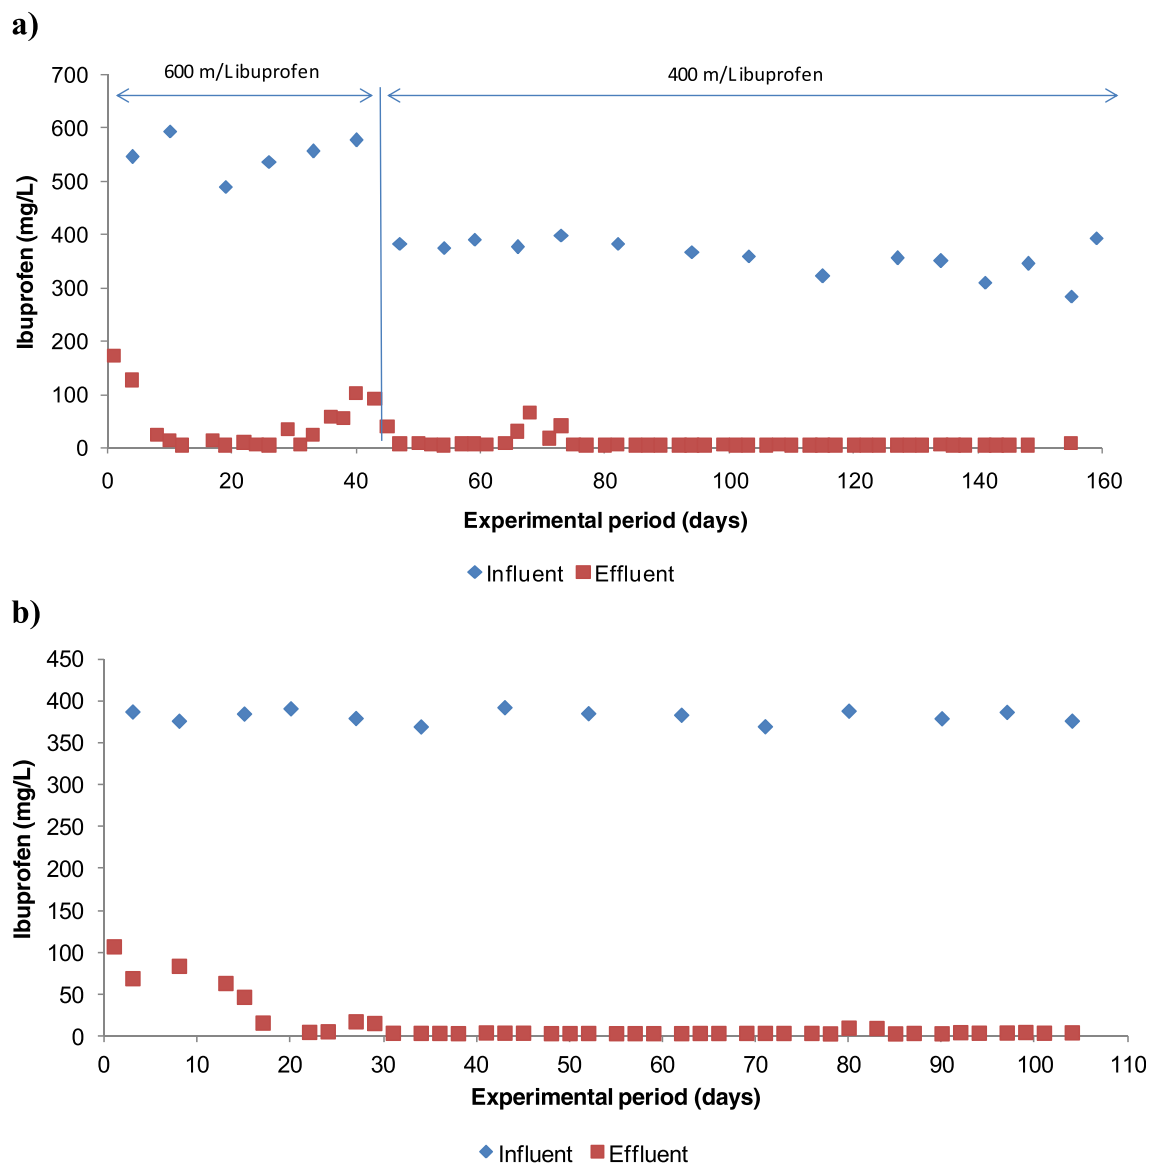 a)
600 m/Libuprofen
400 m/Libuprofen
700
600
500
400
300
200
100
0
Ibuprofen (mg/L)
0 20 40 60 80 100 120 140 160
Experimental period (days)
Influent Effluent
b)
450
400
350
300
250
200
150
100
50
0
Ibuprofen (mg/L)
0 10 20 30 40 50 60 70 80 90 100 110
Experimental period (days)
Influent Effluent